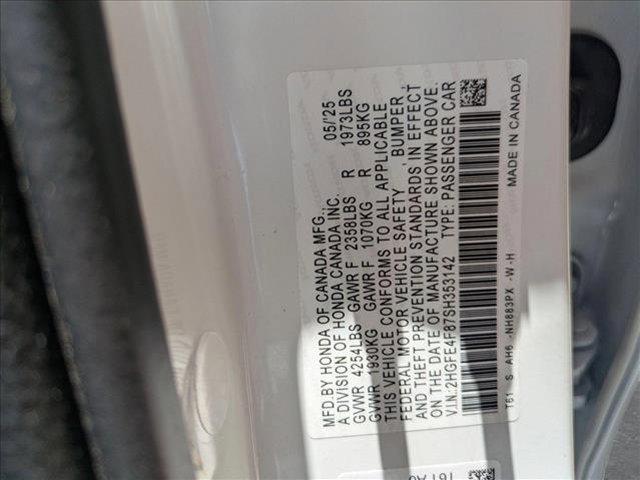 MFD.BY HONDA OF CANADA MFG., 05/'25
A DIVISION OF HONDA CANADA INC.
GVWR 4254LBS GAWR F 2358LBS R 1973LBS
GVWR 1930KG GAWR F 1070KG R 895KG
THIS VEHICLE CONFORMS TO ALL APPLICABLE
FEDERAL MOTOR VEHICLE SAFETY , BUMPER ,
AND THEFT PREVENTION STANDARDS IN EFFECT
ON THE DATE OF MANUFACTURE SHOWN ABOVE.
V.I.N:2HGFE4F87SH353142 TYPE: PASSENGER CAR
T61 S AH6 -NH883PX -W-H MADE IN CANADA